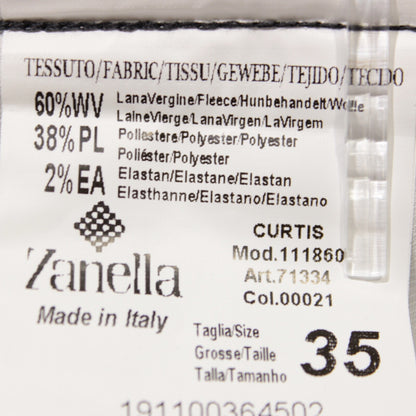 TESSUTO/FABRIC/TISSU/GEWEBE/TEJIDO/TECIDO
60%WV LanaVergine/Fleece/Hunbehandelt/Wolle
LaineVierge/LanaVirgen/LaVirgem
38%PL Poliestere/Polyester/Polyester
Poliéster/Polyester
2%EA Elastan/Elastane/Elastan
Elasthanne/Elastano/Elastano
Zanella
Made in Italy
CURTIS
Mod.111860
Art.71334
Col.00021
Taglia/Size
Grosse/Taille
Talla/Tamanho
35
191100364502